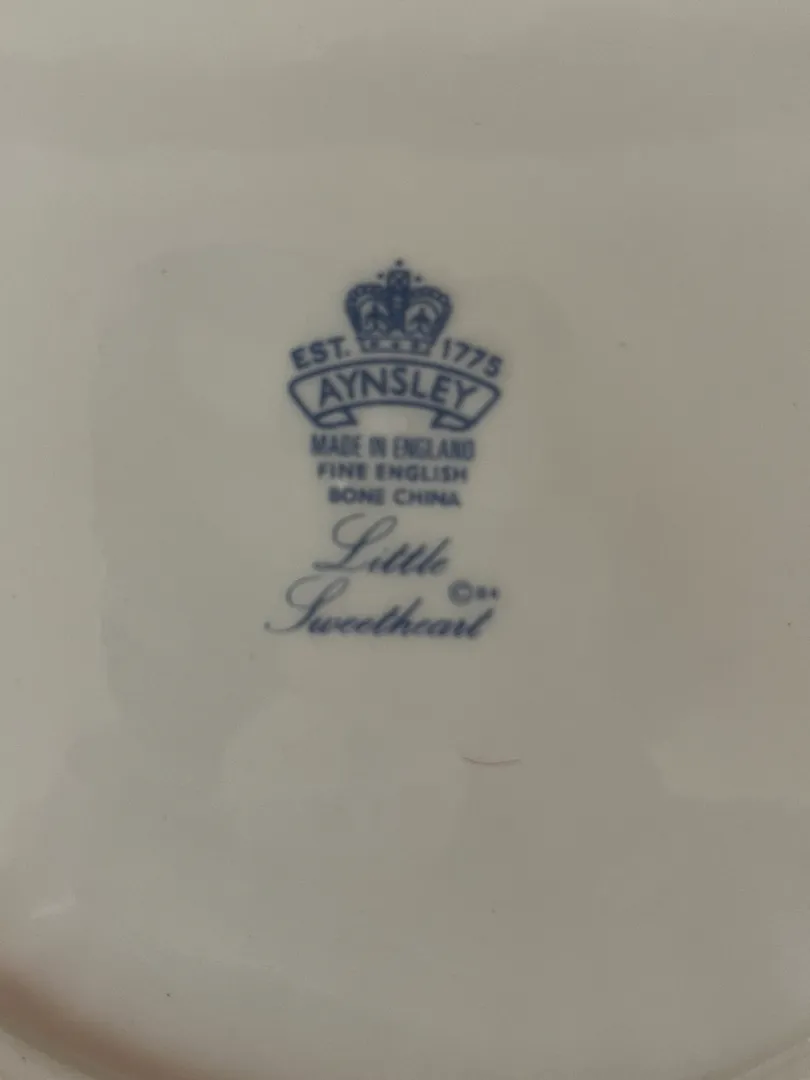 EST. 1775
AYNSLEY
MADE IN ENGLAND
FINE ENGLISH
BONE CHINA
Little
Sweetheart ©84